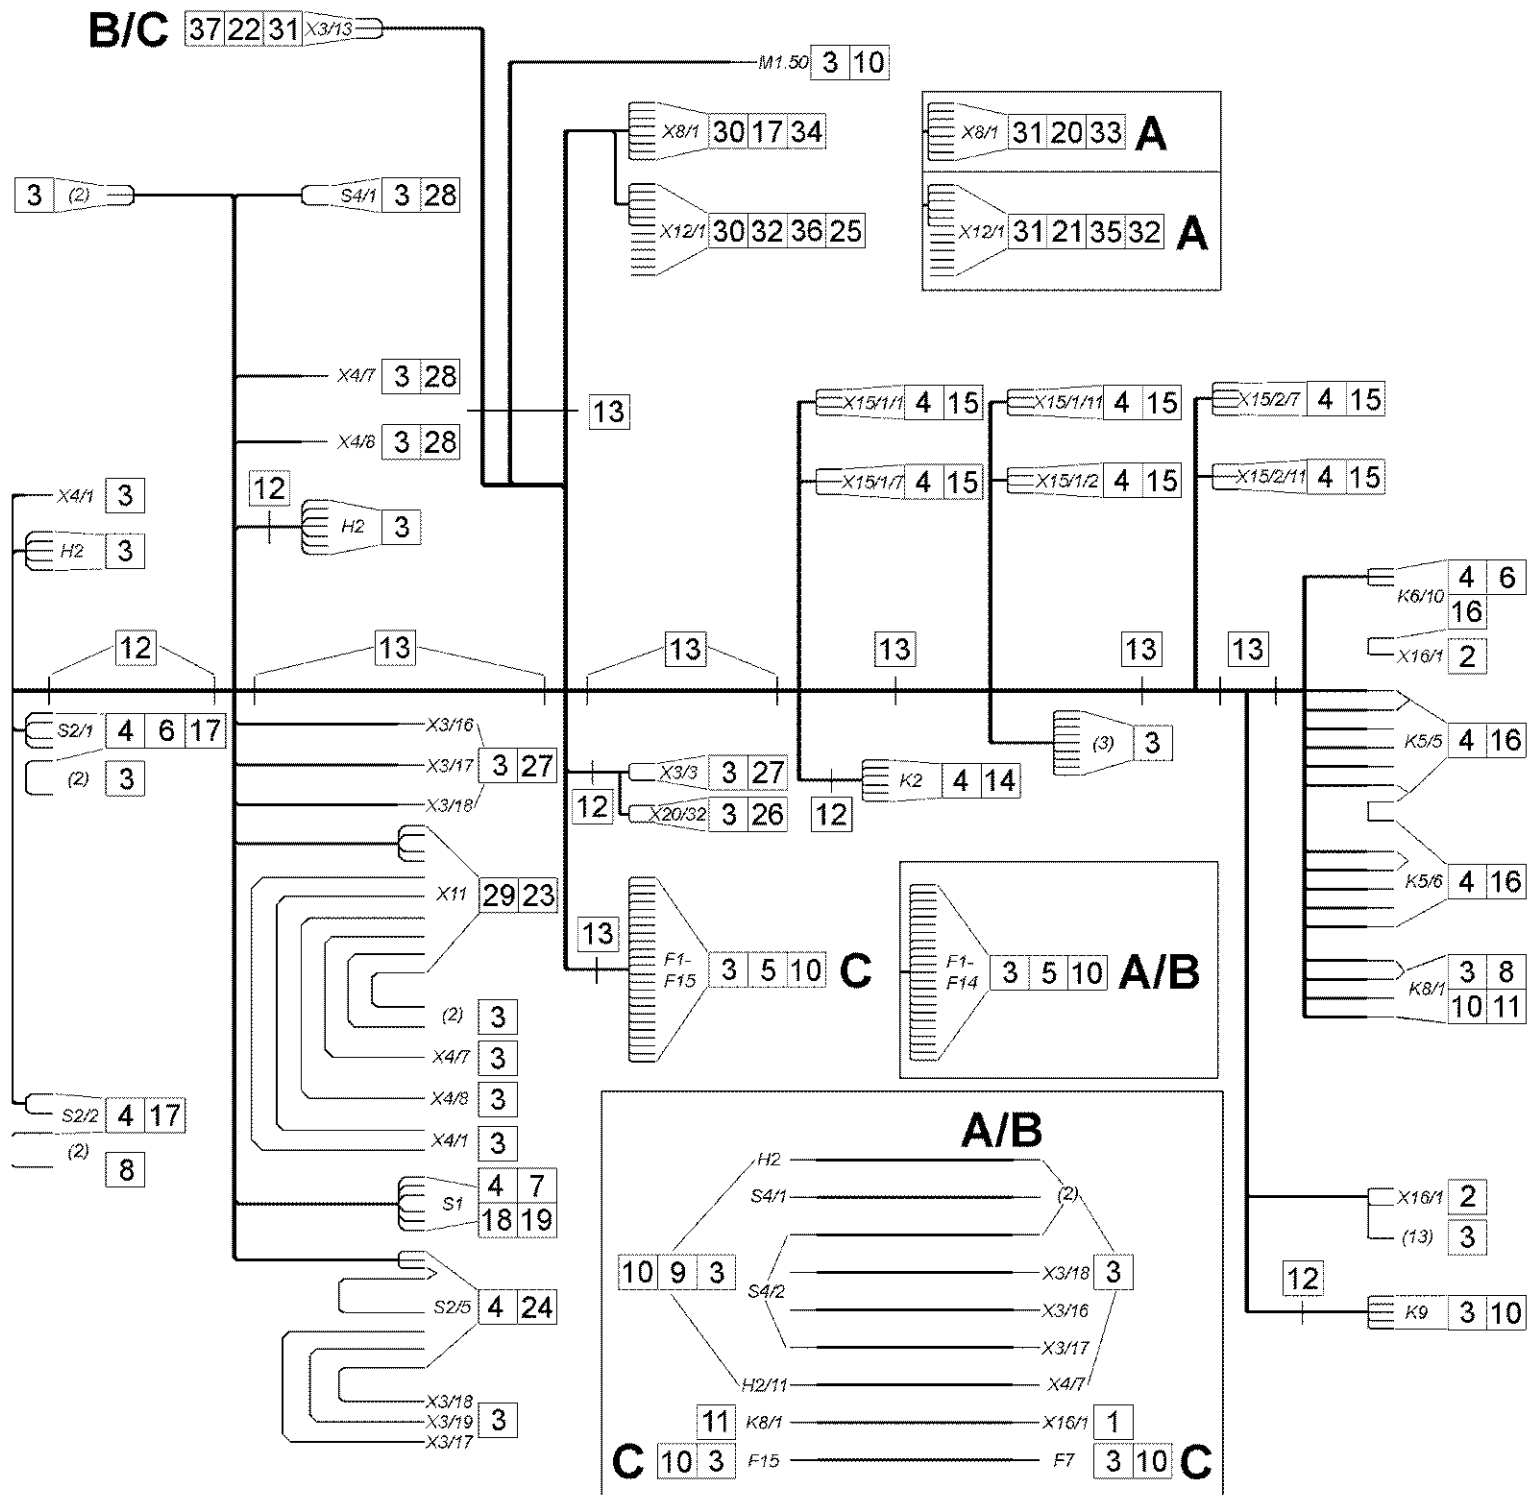 B/C 37 22 31 X3/13
M1.50 3 10
X8/1 30 17 34
X8/1 31 20 33 A
3 (2)
S4/1 3 28
X12/1 30 32 36 25
X12/1 31 21 35 32 A
X4/7 3 28
13
X15/1/1 4 15
X15/1/11 4 15
X15/2/7 4 15
X4/8 3 28
X15/1/7 4 15
X15/1/2 4 15
X15/2/11 4 15
X4/1 3
12
H2 3
H2 3
K6/10 4 6
16
12
13
13
13
13
13
X16/1 2
S2/1 4 6 17
(2) 3
X3/16
X3/17
X3/18
3 27
X3/3 3 27
12
X20/32 3 26
12
K2 4 14
(3) 3
K5/5 4 16
X11 29 23
K5/6 4 16
13
F1-
F15
3 5 10 C
F1-
F14
3 5 10 A/B
K8/1 3 8
10 11
(2) 3
X4/7 3
X4/8 3
X4/1 3
S2/2 4 17
(2) 8
S1 4 7
18 19
S2/5 4 24
X3/18
X3/19
X3/17
3
A/B
H2
S4/1 (2)
10 9 3
S4/2
X3/18
3
X3/16
X3/17
H2/11 X4/7
11 K8/1 X16/1 1
C 10 3 F15 F7 3 10 C
X16/1 2
(13) 3
12
K9 3 10